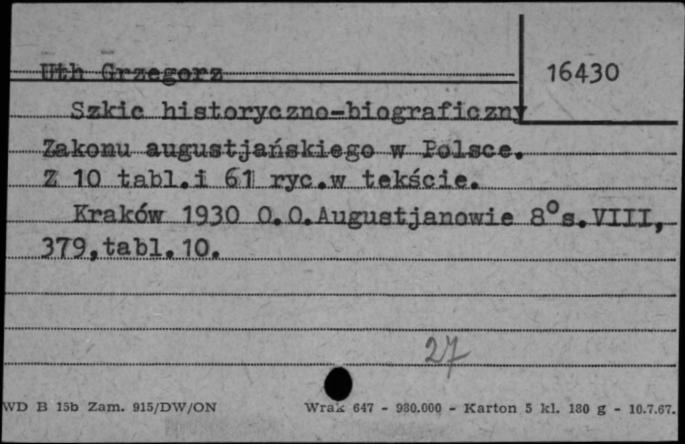 Uth Grzegorz
16430
Szkic historyczno-biograficzny
Zakonu augustjańskiego w Polsce.
Z 10 tabl.i 61 ryc.w tekście.
Kraków 1930 O.O.Augustjanowie 8°s.VIII,
379,tabl.10.
27
WD B 15b Zam. 915/DW/ON
Wrak 647 - 980.000 - Karton 5 kl. 180 g - 10.7.67.